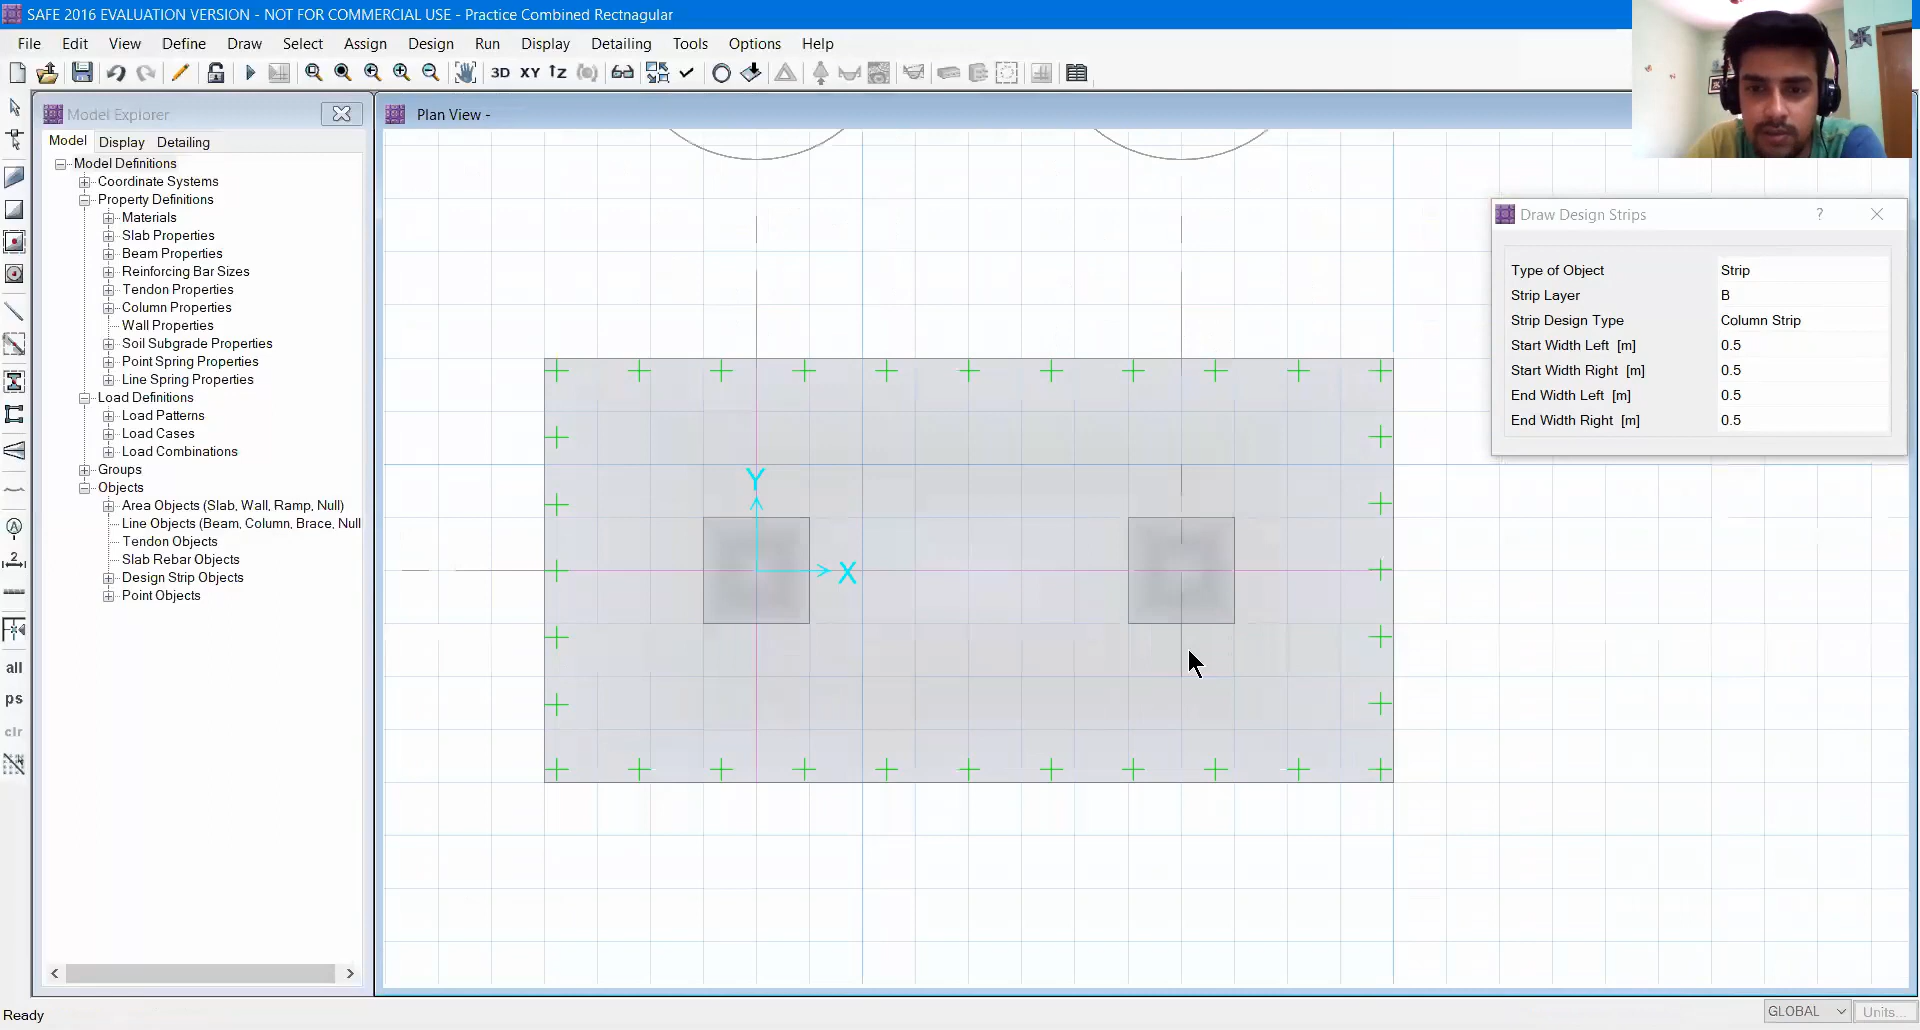 SAFE 2016 EVALUATION VERSION - NOT FOR COMMERCIAL USE - Practice Combined Rectnagular
File Edit View Define Draw Select Assign Design Run Display Detailing Tools Options Help
3D XY
Model Explorer
Model Display Detailing
Model Definitions
Coordinate Systems
Property Definitions
Materials
Slab Properties
Beam Properties
Reinforcing Bar Sizes
Tendon Properties
Column Properties
Wall Properties
Soil Subgrade Properties
Point Spring Properties
Line Spring Properties
Load Definitions
Load Patterns
Load Cases
Load Combinations
Groups
Objects
Area Objects (Slab, Wall, Ramp, Null)
Line Objects (Beam, Column, Brace, Null
Tendon Objects
Slab Rebar Objects
Design Strip Objects
Point Objects
all
ps
clr
Plan View -
Y
X
Draw Design Strips ?
Type of Object Strip
Strip Layer B
Strip Design Type Column Strip
Start Width Left [m] 0.5
Start Width Right [m] 0.5
End Width Left [m] 0.5
End Width Right [m] 0.5
Ready
GLOBAL Units...